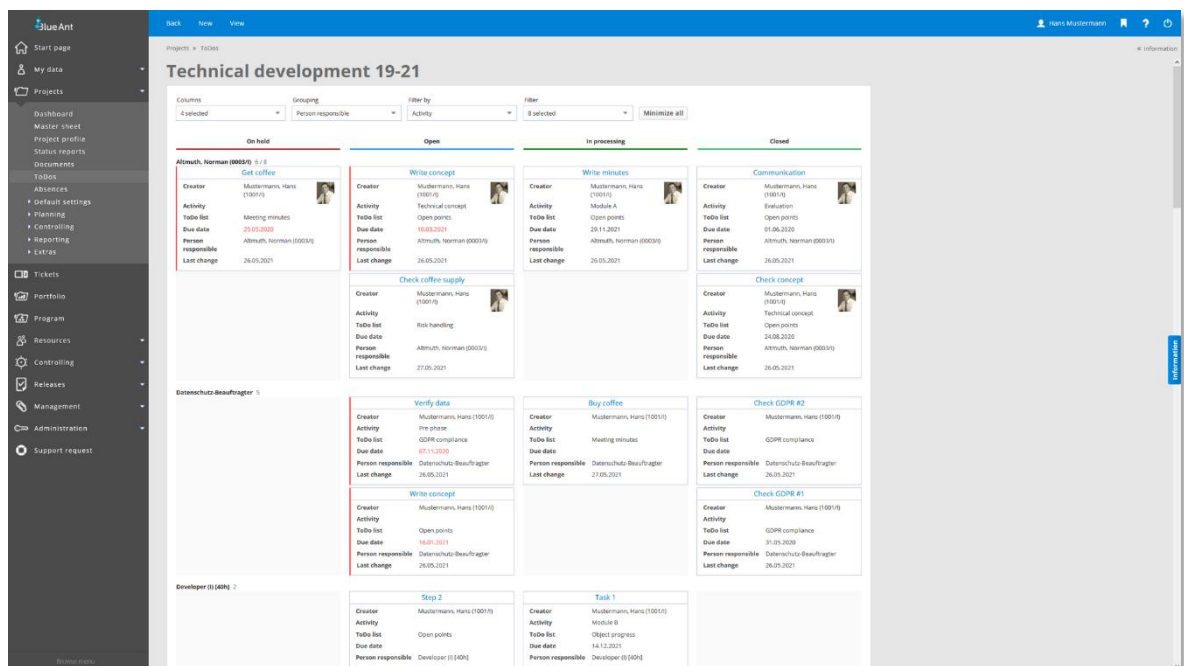 BlueAnt
Back New View
Hans Mustermann ?
Start page
My data
Projects
Dashboard
Master sheet
Project profile
Status reports
Documents
ToDos
Absences
Default settings
Planning
Controlling
Reporting
Extras
Tickets
Portfolio
Program
Resources
Controlling
Releases
Management
Administration
Support request
Browse menu
Projects » ToDos
« Information
Technical development 19-21
Columns Grouping Filter by Filter
4 selected Person responsible Activity 8 selected Minimize all
On hold Open In processing Closed
Altmuth, Norman (0003/I) 6 / 8
Get coffee
Creator Mustermann, Hans
(1001/I)
Activity
ToDo list Meeting minutes
Due date 25.05.2020
Person Altmuth, Norman (0003/I)
responsible
Last change 26.05.2021
Write concept
Creator Mustermann, Hans
(1001/I)
Activity Technical concept
ToDo list Open points
Due date 10.03.2021
Person Altmuth, Norman (0003/I)
responsible
Last change 26.05.2021
Write minutes
Creator Mustermann, Hans
(1001/I)
Activity Module A
ToDo list Open points
Due date 29.11.2021
Person Altmuth, Norman (0003/I)
responsible
Last change 26.05.2021
Communication
Creator Mustermann, Hans
(1001/I)
Activity Evaluation
ToDo list Open points
Due date 01.06.2020
Person Altmuth, Norman (0003/I)
responsible
Last change 26.05.2021
Check coffee supply
Creator Mustermann, Hans
(1001/I)
Activity
ToDo list Risk handling
Due date
Person Altmuth, Norman (0003/I)
responsible
Last change 27.05.2021
Check concept
Creator Mustermann, Hans
(1001/I)
Activity Technical concept
ToDo list Open points
Due date 24.08.2020
Person Altmuth, Norman (0003/I)
responsible
Last change 26.05.2021
Datenschutz-Beauftragter 5
Verify data
Creator Mustermann, Hans (1001/I)
Activity Pre-phase
ToDo list GDPR compliance
Due date 07.11.2020
Person responsible Datenschutz-Beauftragter
Last change 26.05.2021
Buy coffee
Creator Mustermann, Hans (1001/I)
Activity
ToDo list Meeting minutes
Due date
Person responsible Datenschutz-Beauftragter
Last change 27.05.2021
Check GDPR #2
Creator Mustermann, Hans (1001/I)
Activity
ToDo list GDPR compliance
Due date
Person responsible Datenschutz-Beauftragter
Last change 26.05.2021
Write concept
Creator Mustermann, Hans (1001/I)
Activity
ToDo list Open points
Due date 16.01.2021
Person responsible Datenschutz-Beauftragter
Last change 26.05.2021
Check GDPR #1
Creator Mustermann, Hans (1001/I)
Activity
ToDo list GDPR compliance
Due date 31.05.2020
Person responsible Datenschutz-Beauftragter
Last change 26.05.2021
Developer (I) [40h] 2
Step 2
Creator Mustermann, Hans (1001/I)
Activity
ToDo list Open points
Due date
Person responsible Developer (I) [40h]
Task 1
Creator Mustermann, Hans (1001/I)
Activity Module B
ToDo list Object progress
Due date 14.12.2021
Person responsible Developer (I) [40h]
Information